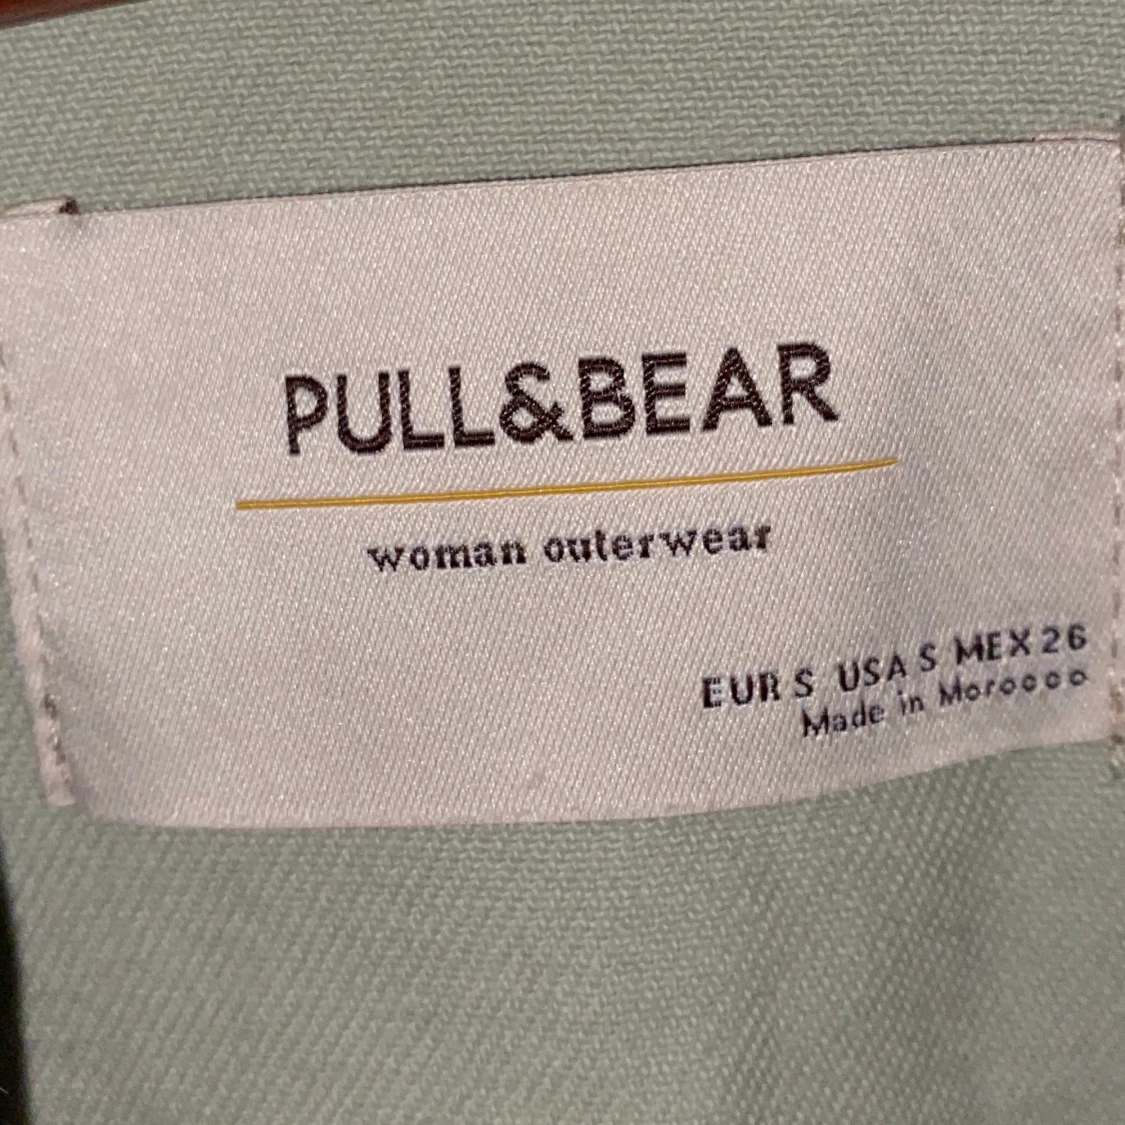 PULL&BEAR
woman outerwear
EUR S USA S MEX 26
Made in Morocco